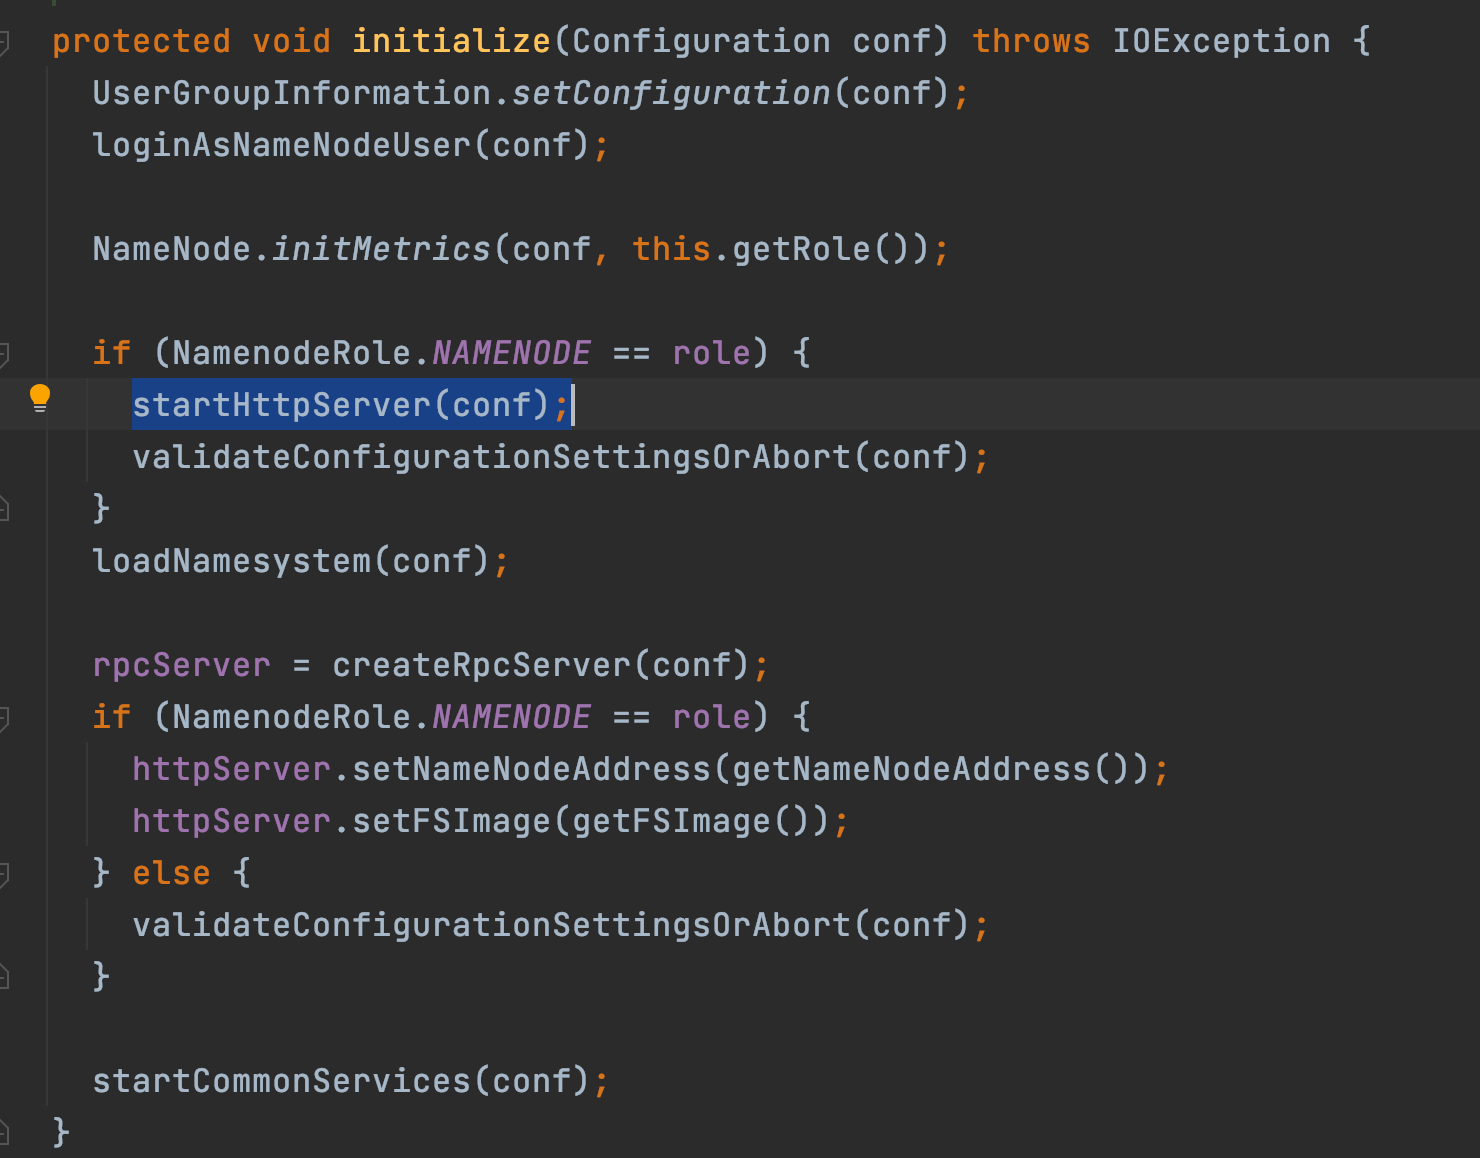 protected void initialize(Configuration conf) throws IOException {
UserGroupInformation.setConfiguration(conf);
loginAsNameNodeUser(conf);
NameNode.initMetrics(conf, this.getRole());
if (NamenodeRole.NAMENODE == role) {
startHttpServer(conf);
validateConfigurationSettingsOrAbort(conf);
}
loadNamesystem(conf);
rpcServer = createRpcServer(conf);
if (NamenodeRole.NAMENODE == role) {
httpServer.setNameNodeAddress(getNameNodeAddress());
httpServer.setFSImage(getFSImage());
} else {
validateConfigurationSettingsOrAbort(conf);
}
startCommonServices(conf);
}